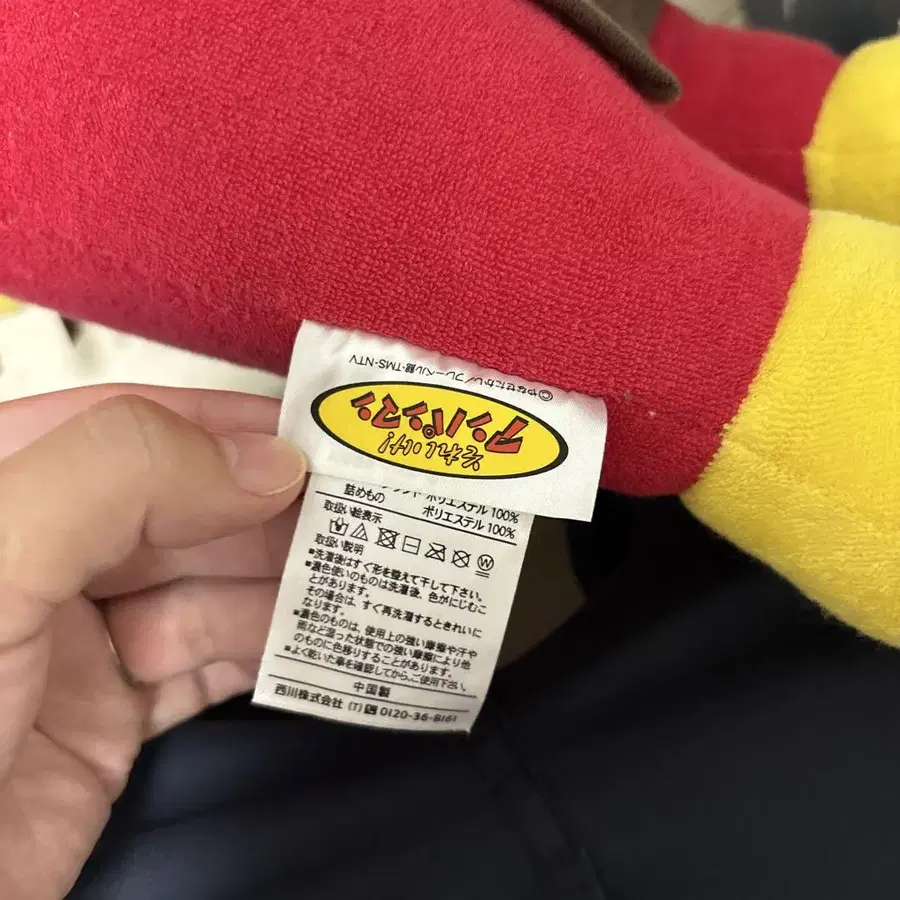 ©やなせたかし/フレーベル館・TMS・NTV
それいけ!
アンパンマン
ポリエステル 100%
詰めもの ポリエステル 100%
取扱い絵表示
W
取扱い説明
■洗濯後はすぐ形を整えて干して下さい。
■濃色使いのものは洗濯後、色がにじむこ
とがあります。
その場合は、すぐ再洗濯するときれいに
なります。
■濃色のものは、使用上の強い摩擦や汗や
雨など湿った状態での強い摩擦により他
のものに色移りすることがあります。
■よく乾いた事を確認してから、ご使用下さい。
中国製
西川株式会社 (T) 0120-36-8161